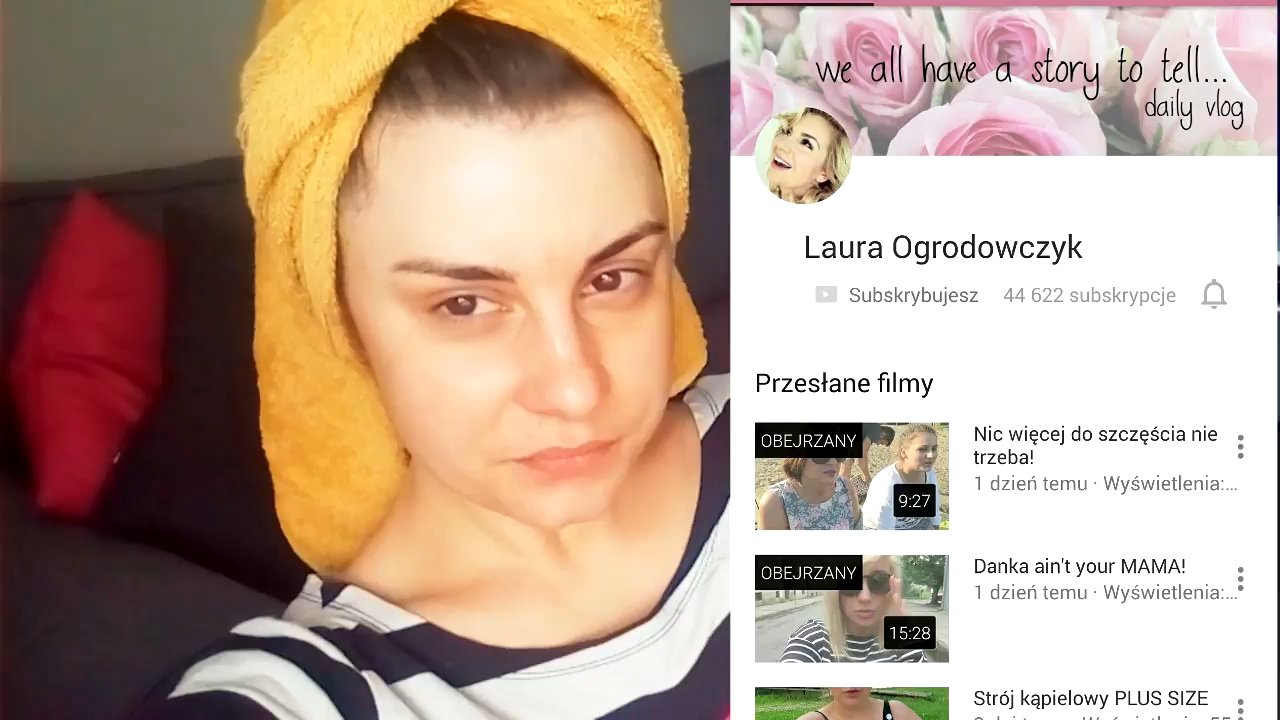 we all have a story to tell...
daily vlog
Laura Ogrodowczyk
Subskrybujesz 44 622 subskrypcje
Przesłane filmy
OBEJRZANY
9:27
Nic więcej do szczęścia nie
trzeba!
1 dzień temu · Wyświetlenia:...
OBEJRZANY
15:28
Danka ain't your MAMA!
1 dzień temu · Wyświetlenia:...
Strój kąpielowy PLUS SIZE